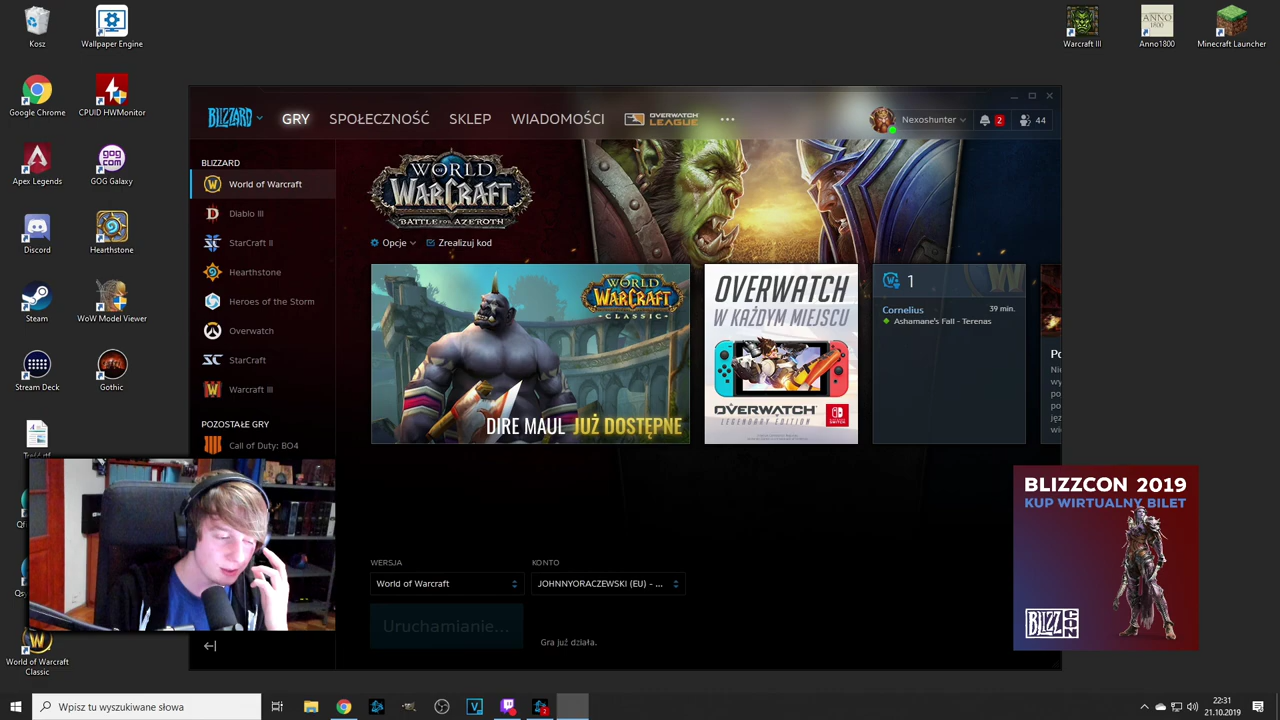 Kosz
Wallpaper Engine
Google Chrome
CPUID HWMonitor
Apex Legends
GOG Galaxy
Discord
Hearthstone
Steam
WoW Model Viewer
Stream Deck
Gothic
World of Warcraft
Classic
Warcraft III
Anno1800
Minecraft Launcher
BLIZZARD
GRY
SPOŁECZNOŚĆ
SKLEP
WIADOMOŚCI
OVERWATCH
LEAGUE
Nexoshunter
2
44
BLIZZARD
World of Warcraft
Diablo III
StarCraft II
Hearthstone
Heroes of the Storm
Overwatch
StarCraft
Warcraft III
POZOSTAŁE GRY
Call of Duty: BO4
WORLD OF
WARCRAFT
BATTLE FOR AZEROTH
Opcje
Zrealizuj kod
WORLD OF
WARCRAFT
CLASSIC
DIRE MAUL JUŻ DOSTĘPNE
OVERWATCH
W KAŻDYM MIEJSCU
OVERWATCH
LEGENDARY EDITION
1
Cornelius
39 min.
Ashamane's Fall - Terenas
WERSJA
World of Warcraft
KONTO
JOHNNYORACZEWSKI (EU) - ...
Uruchamianie...
Gra już działa.
BLIZZCON 2019
KUP WIRTUALNY BILET
BLIZZ
CON
Wpisz tu wyszukiwane słowa
22:31
21.10.2019